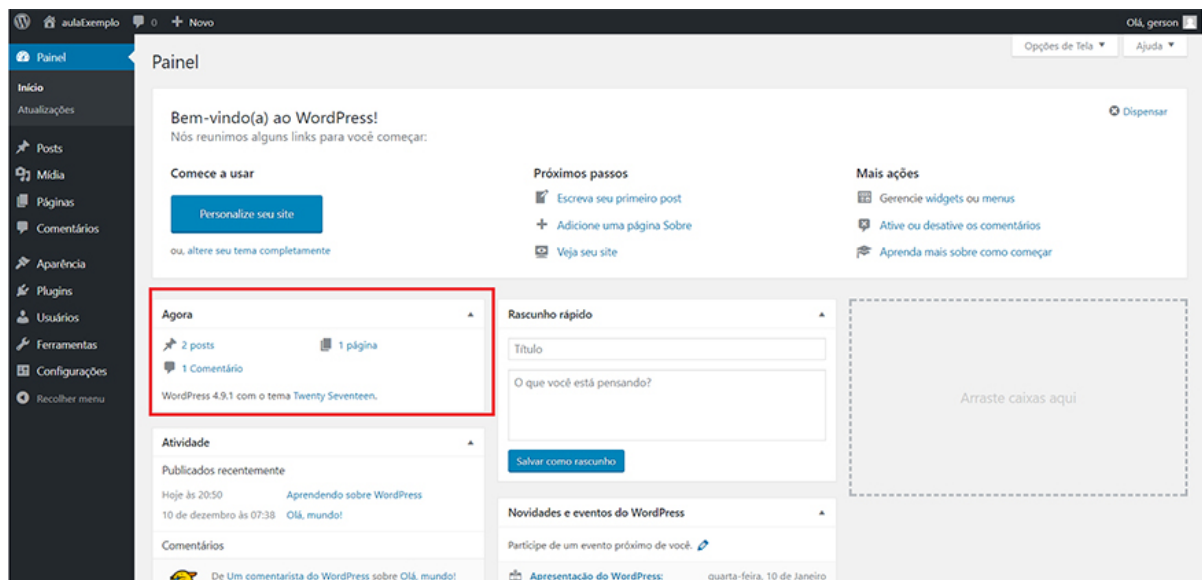 aulaExemplo 0 + Novo Olá, gerson
Painel
Início
Atualizações
Posts
Mídia
Páginas
Comentários
Aparência
Plugins
Usuários
Ferramentas
Configurações
Recolher menu
Opções de Tela ▼ Ajuda ▼
Painel
Bem-vindo(a) ao WordPress!
Dispensar
Nós reunimos alguns links para você começar:
Comece a usar
Personalize seu site
ou, altere seu tema completamente
Próximos passos
Escreva seu primeiro post
Adicione uma página Sobre
Veja seu site
Mais ações
Gerencie widgets ou menus
Ative ou desative os comentários
Aprenda mais sobre como começar
Agora
2 posts 1 página
1 Comentário
WordPress 4.9.1 com o tema Twenty Seventeen.
Atividade
Publicados recentemente
Hoje às 20:50 Aprendendo sobre WordPress
10 de dezembro às 07:38 Olá, mundo!
Comentários
De Um comentarista do WordPress sobre Olá, mundo!
Rascunho rápido
Título
O que você está pensando?
Salvar como rascunho
Novidades e eventos do WordPress
Participe de um evento próximo de você.
Apresentação do WordPress: quarta-feira, 10 de Janeiro
Arraste caixas aqui